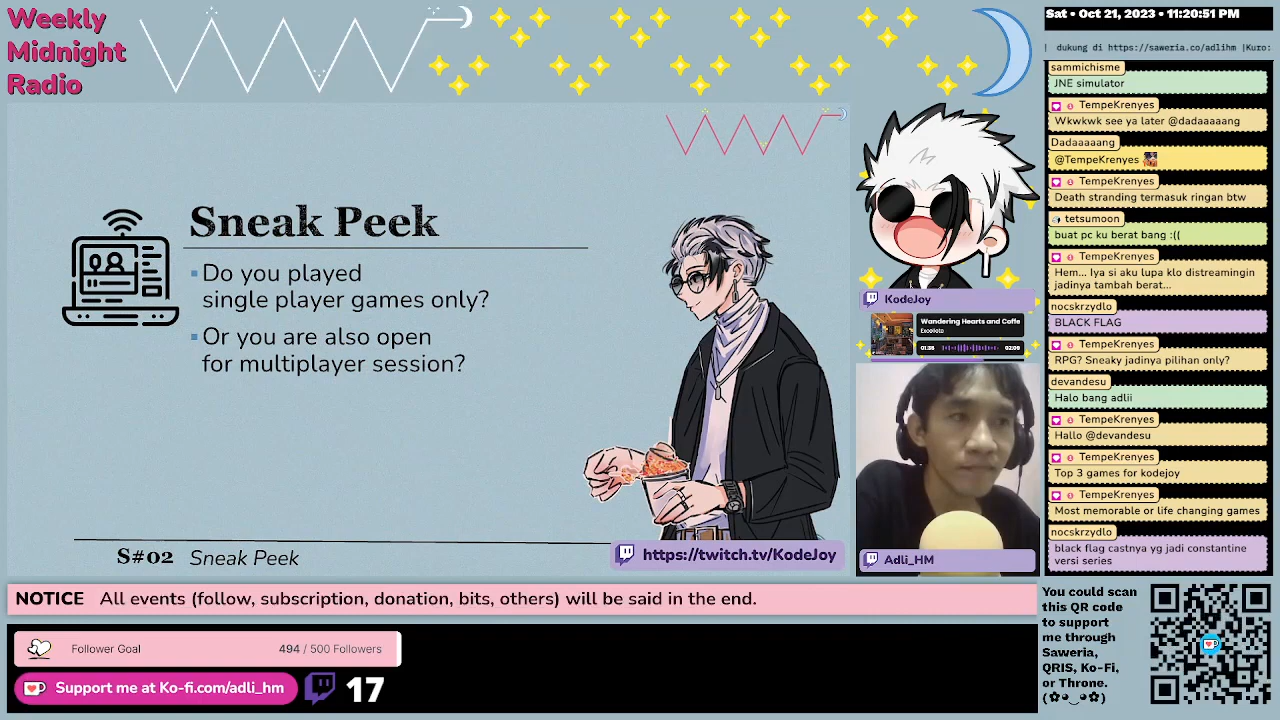 Weekly
Midnight
Radio
Sat • Oct 21, 2023 • 11:20:51 PM
| dukung di https://saweria.co/adlihm |Kuro:
Sneak Peek
Do you played
single player games only?
Or you are also open
for multiplayer session?
S#02 Sneak Peek
https://twitch.tv/KodeJoy
KodeJoy
Wandering Hearts and Coffe
Excellete
01:36
02:09
Adli_HM
sammichisme
JNE simulator
TempeKrenyes
Wkwkwk see ya later @dadaaaaang
Dadaaaaang
@TempeKrenyes
TempeKrenyes
Death stranding termasuk ringan btw
tetsumoon
buat pc ku berat bang :((
TempeKrenyes
Hem... Iya si aku lupa klo distreamingin
jadinya tambah berat...
nocskrzydlo
BLACK FLAG
TempeKrenyes
RPG? Sneaky jadinya pilihan only?
devandesu
Halo bang adlii
TempeKrenyes
Hallo @devandesu
TempeKrenyes
Top 3 games for kodejoy
TempeKrenyes
Most memorable or life changing games
nocskrzydlo
black flag castnya yg jadi constantine
versi series
NOTICE All events (follow, subscription, donation, bits, others) will be said in the end.
Follower Goal 494 / 500 Followers
Support me at Ko-fi.com/adli_hm
17
You could scan
this QR code
to support
me through
Saweria,
QRIS, Ko-Fi,
or Throne.
(✿◕‿◕✿)